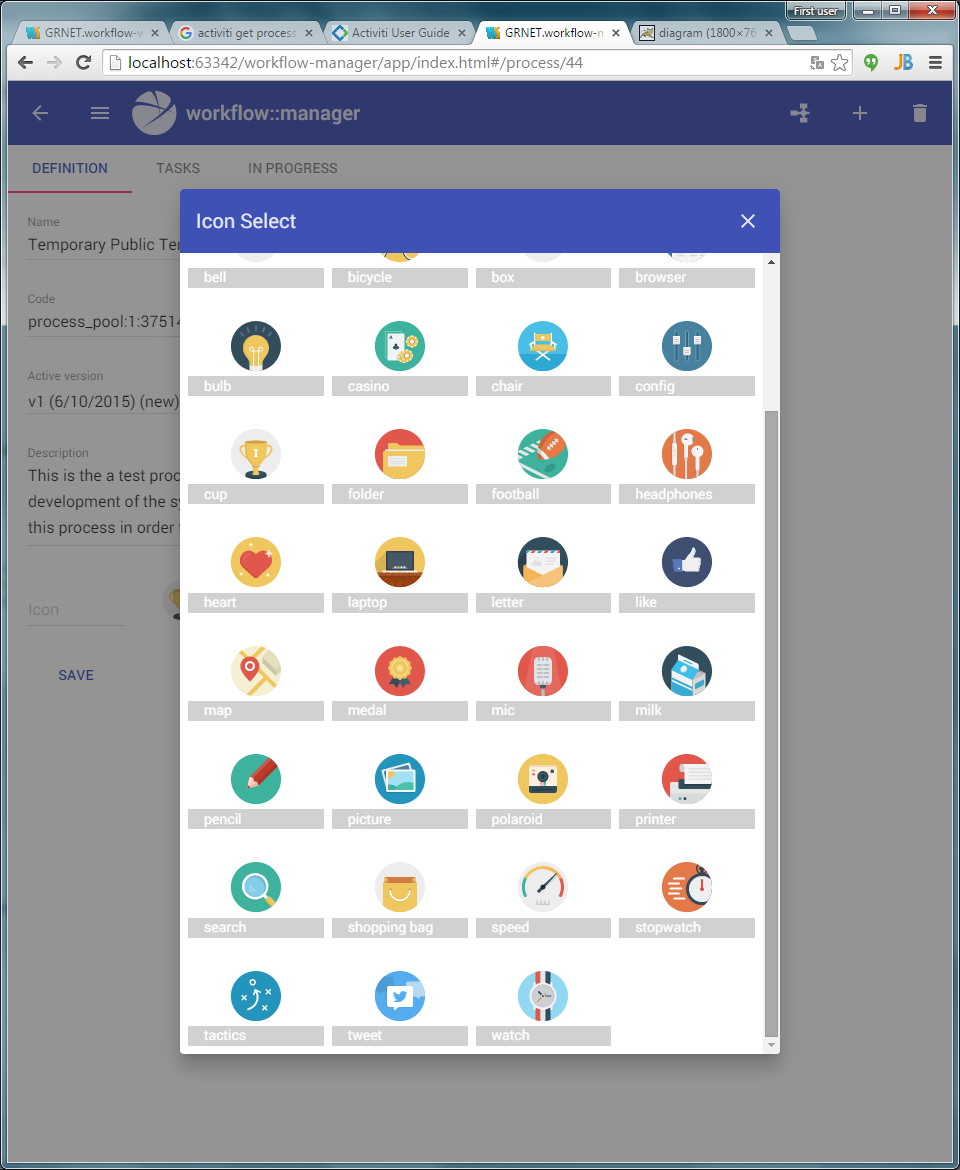 First user
GRNET.workflow-v
activiti get process
Activiti User Guide
GRNET.workflow-n
diagram (1800×76
localhost:63342/workflow-manager/app/index.html#/process/44
JB
workflow::manager
DEFINITION TASKS IN PROGRESS
Icon Select
Name
Temporary Public Ter
Code
process_pool:1:37514
Active version
v1 (6/10/2015) (new)
Description
This is the a test proc
development of the sy
this process in order
Icon
SAVE
bell bicycle box browser
bulb casino chair config
cup folder football headphones
heart laptop letter like
map medal mic milk
pencil picture polaroid printer
search shopping bag speed stopwatch
tactics tweet watch